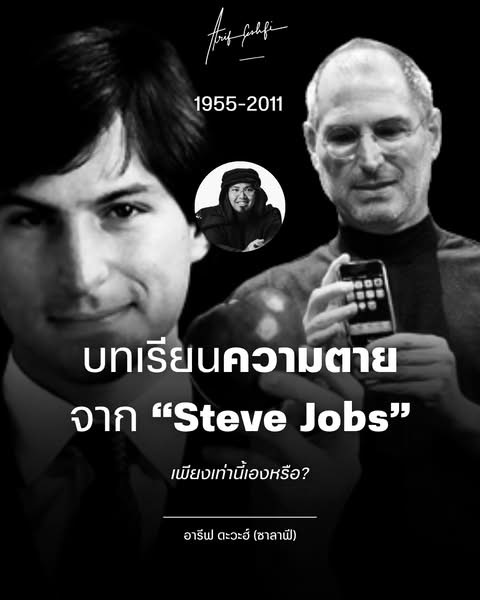 Arif
1955-2011
บทเรียนความตาย
จาก “Steve Jobs”
เพียงเท่านี้เองหรือ?
อารีฟ ตะวะฮ์ (ซาลาฟี)